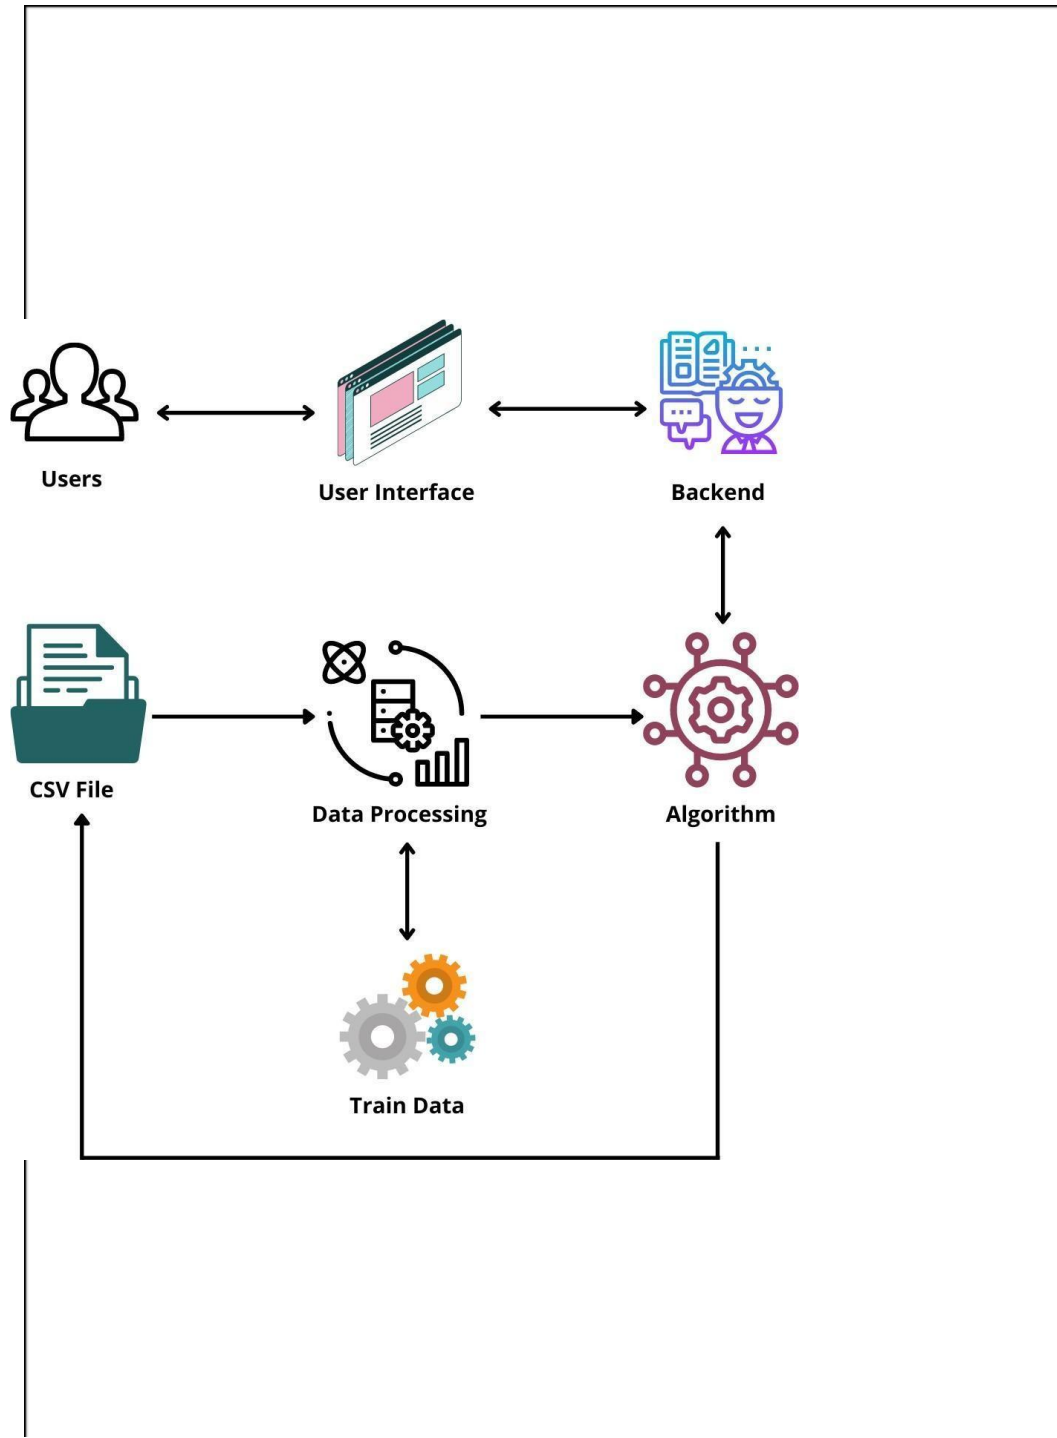 Users
User Interface
Backend
CSV File
Data Processing
Algorithm
Train Data